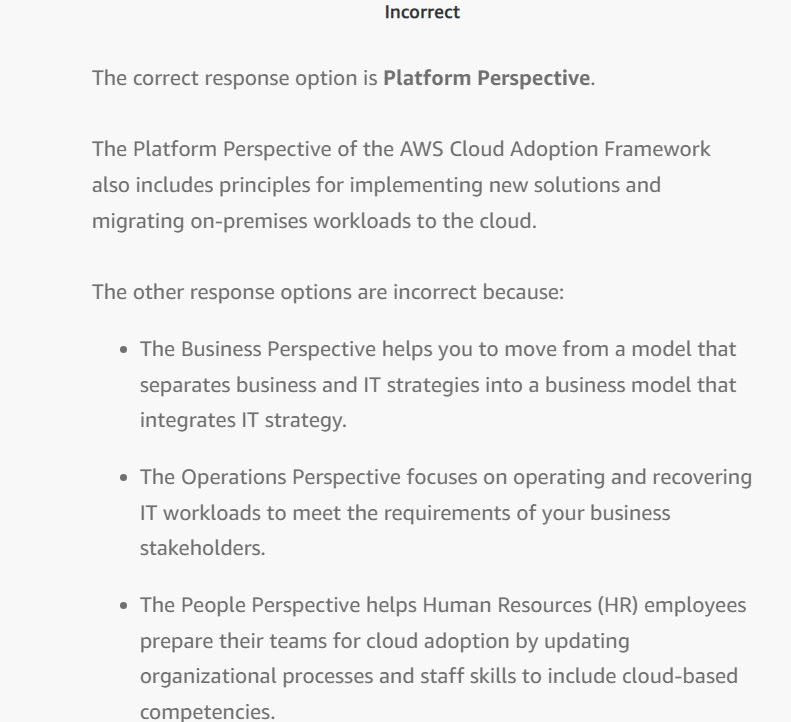 Incorrect
The correct response option is Platform Perspective.
The Platform Perspective of the AWS Cloud Adoption Framework
also includes principles for implementing new solutions and
migrating on-premises workloads to the cloud.
The other response options are incorrect because:
• The Business Perspective helps you to move from a model that
separates business and IT strategies into a business model that
integrates IT strategy.
• The Operations Perspective focuses on operating and recovering
IT workloads to meet the requirements of your business
stakeholders.
• The People Perspective helps Human Resources (HR) employees
prepare their teams for cloud adoption by updating
organizational processes and staff skills to include cloud-based
competencies.